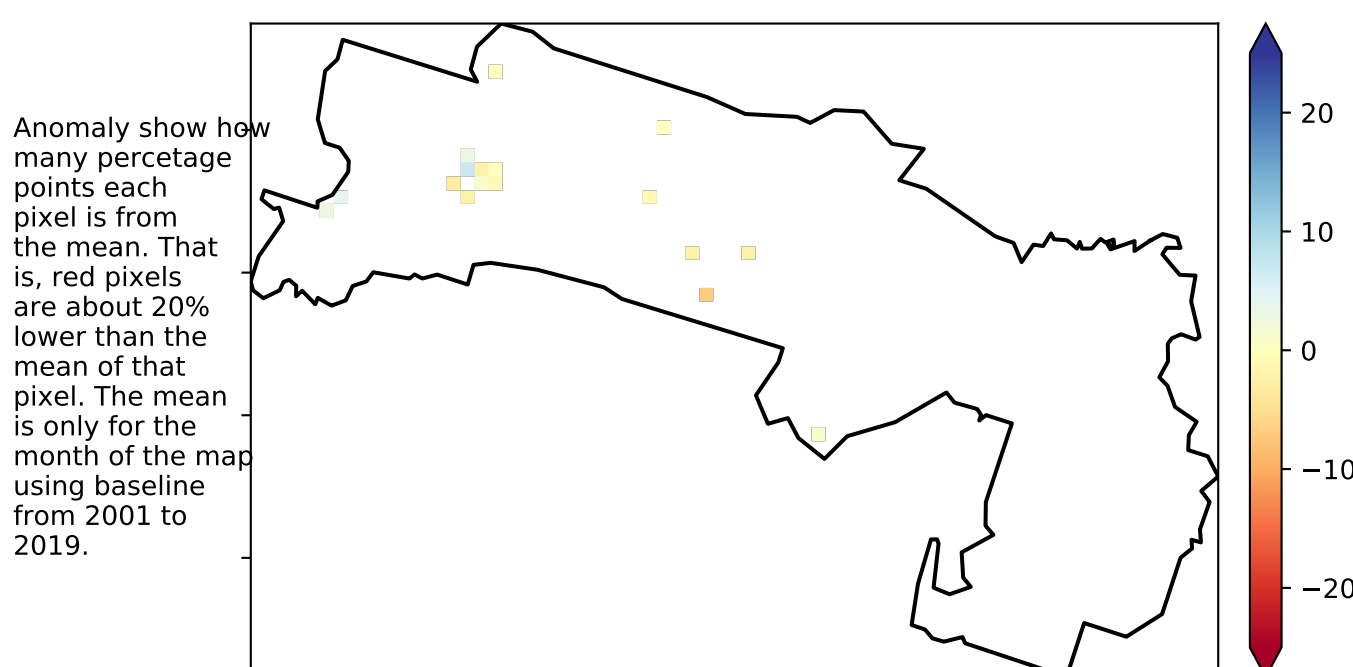 Anomaly show how
many percetage
points each
pixel is from
the mean. That
is, red pixels
are about 20%
lower than the
mean of that
pixel. The mean
is only for the
month of the map
using baseline
from 2001 to
2019.
20
10
0
−10
−20